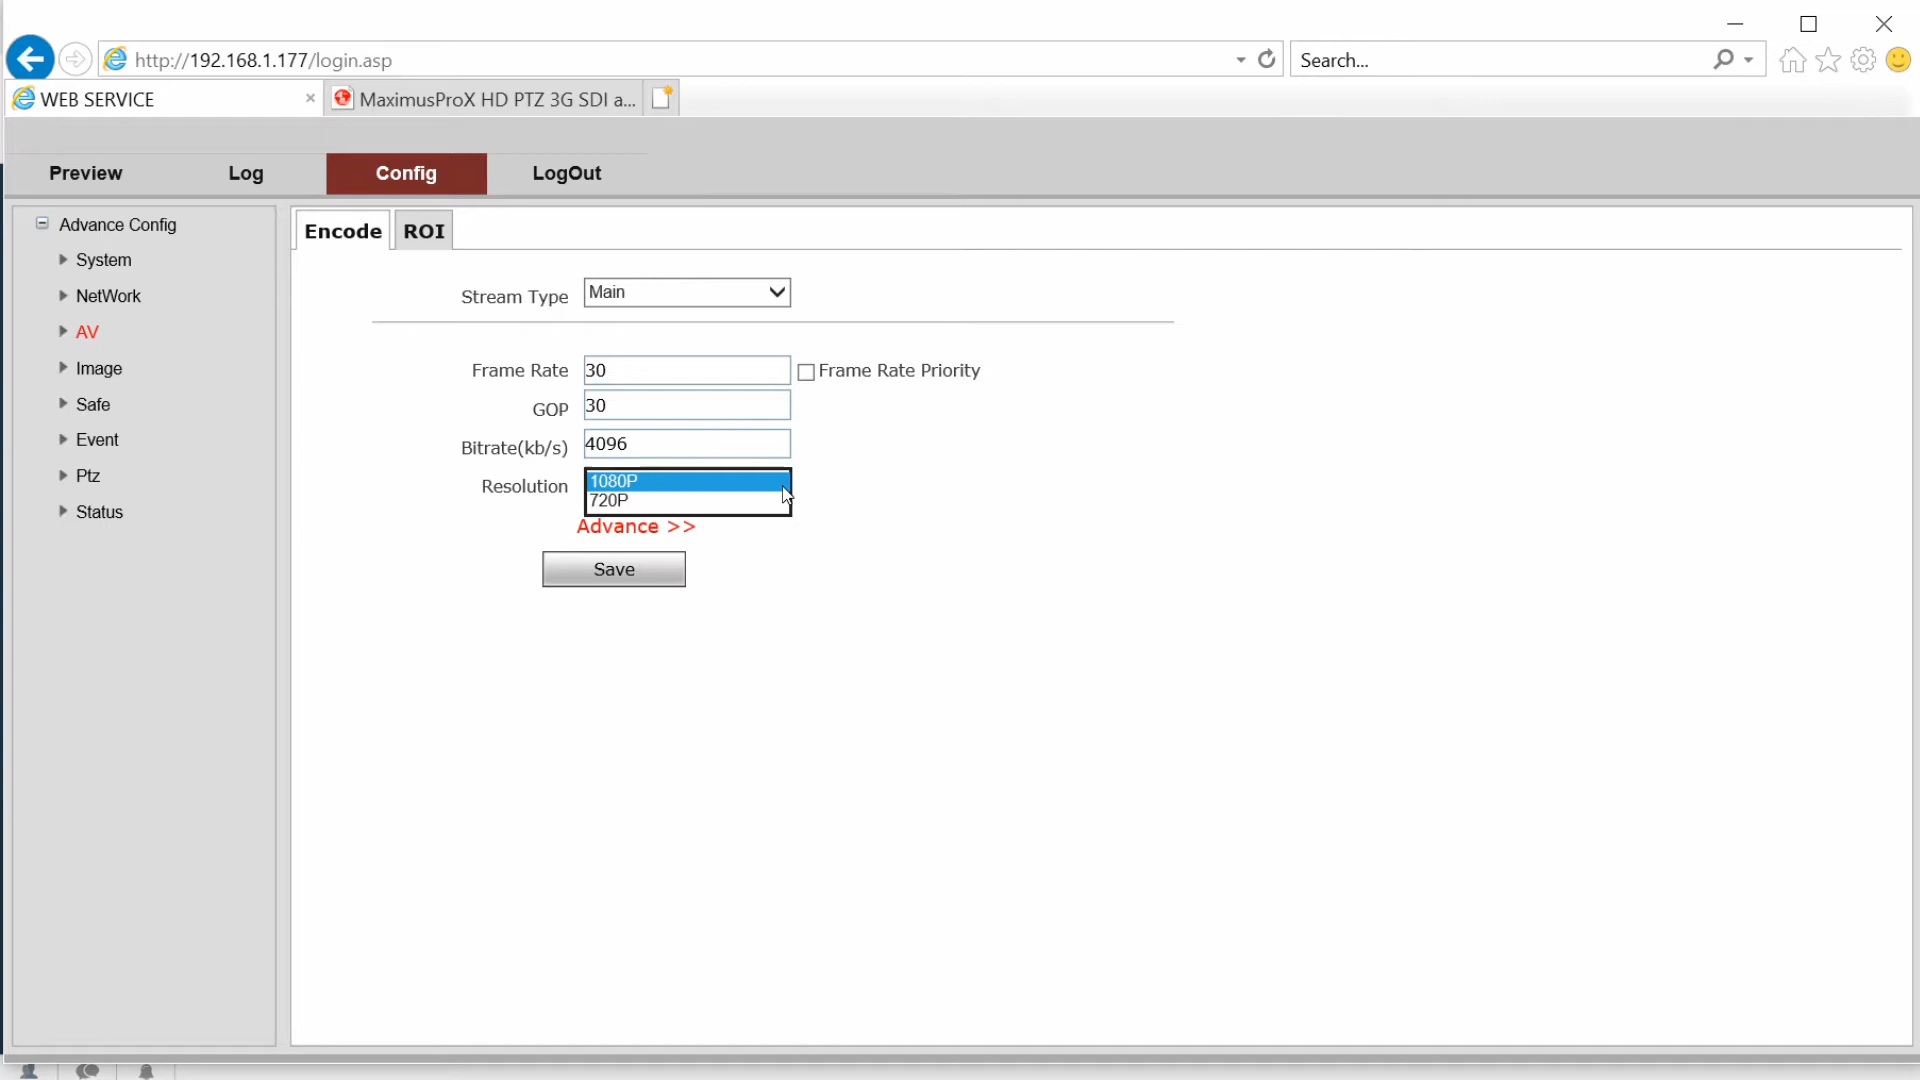 http://192.168.1.177/login.asp
Search...
WEB SERVICE
MaximusProX HD PTZ 3G SDI a...
Preview
Log
Config
LogOut
Advance Config
System
NetWork
AV
Image
Safe
Event
Ptz
Status
Encode
ROI
Stream Type
Main
Frame Rate
30
Frame Rate Priority
GOP
30
Bitrate(kb/s)
4096
Resolution
1080P
720P
Advance >>
Save